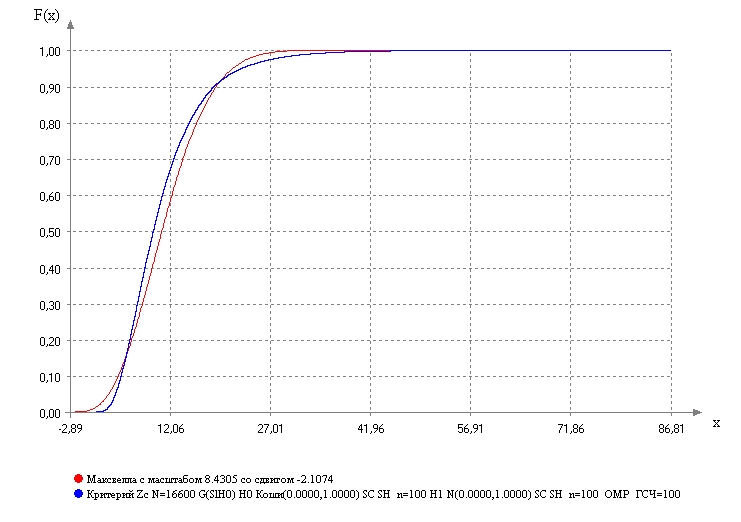 F(x)
1,00
0,90
0,80
0,70
0,60
0,50
0,40
0,30
0,20
0,10
0,00
-2,89 12,06 27,01 41,96 56,91 71,86 86,81
x
Максвелла с масштабом 8.4305 со сдвигом -2.1074
Критерий Zc N=16600 G(S|H0) H0 Коши(0.0000,1.0000) SC SH n=100 H1 N(0.0000,1.0000) SC SH n=100 ОМР ГСЧ=100